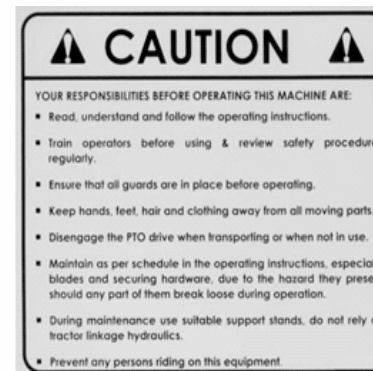 CAUTION
YOUR RESPONSIBILITIES BEFORE OPERATING THIS MACHINE ARE:
▪ Read, understand and follow the operating instructions.
▪ Train operators before using & review safety procedure
regularly.
▪ Ensure that all guards are in place before operating.
▪ Keep hands, feet, hair and clothing away from all moving parts.
▪ Disengage the PTO drive when transporting or when not in use.
▪ Maintain as per schedule in the operating instructions, especial
blades and securing hardware, due to the hazard they prese
should any part of them break loose during operation.
▪ During maintenance use suitable support stands, do not rely
tractor linkage hydraulics.
▪ Prevent any persons riding on this equipment.